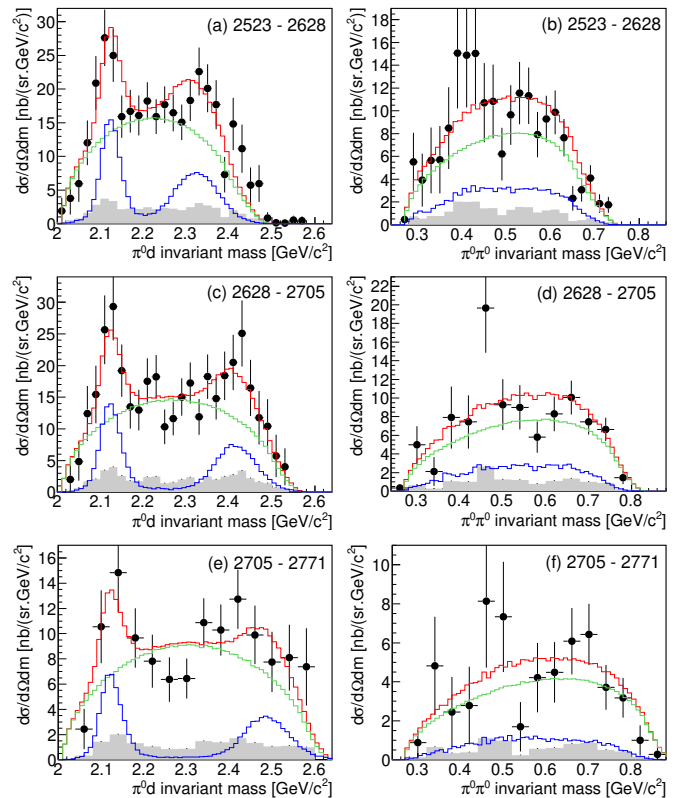 (a) 2523 - 2628
dσ/dΩdm [nb/(sr.GeV/c²)]
30
25
20
15
10
5
0
2 2.1 2.2 2.3 2.4 2.5 2.6
π⁰d invariant mass [GeV/c²]
(b) 2523 - 2628
dσ/dΩdm [nb/(sr.GeV/c²)]
18
16
14
12
10
8
6
4
2
0
0.3 0.4 0.5 0.6 0.7 0.8
π⁰π⁰ invariant mass [GeV/c²]
(c) 2628 - 2705
dσ/dΩdm [nb/(sr.GeV/c²)]
30
25
20
15
10
5
0
2 2.1 2.2 2.3 2.4 2.5 2.6
π⁰d invariant mass [GeV/c²]
(d) 2628 - 2705
dσ/dΩdm [nb/(sr.GeV/c²)]
22
20
18
16
14
12
10
8
6
4
2
0
0.3 0.4 0.5 0.6 0.7 0.8
π⁰π⁰ invariant mass [GeV/c²]
(e) 2705 - 2771
dσ/dΩdm [nb/(sr.GeV/c²)]
16
14
12
10
8
6
4
2
0
2 2.1 2.2 2.3 2.4 2.5 2.6
π⁰d invariant mass [GeV/c²]
(f) 2705 - 2771
dσ/dΩdm [nb/(sr.GeV/c²)]
10
8
6
4
2
0
0.3 0.4 0.5 0.6 0.7 0.8
π⁰π⁰ invariant mass [GeV/c²]